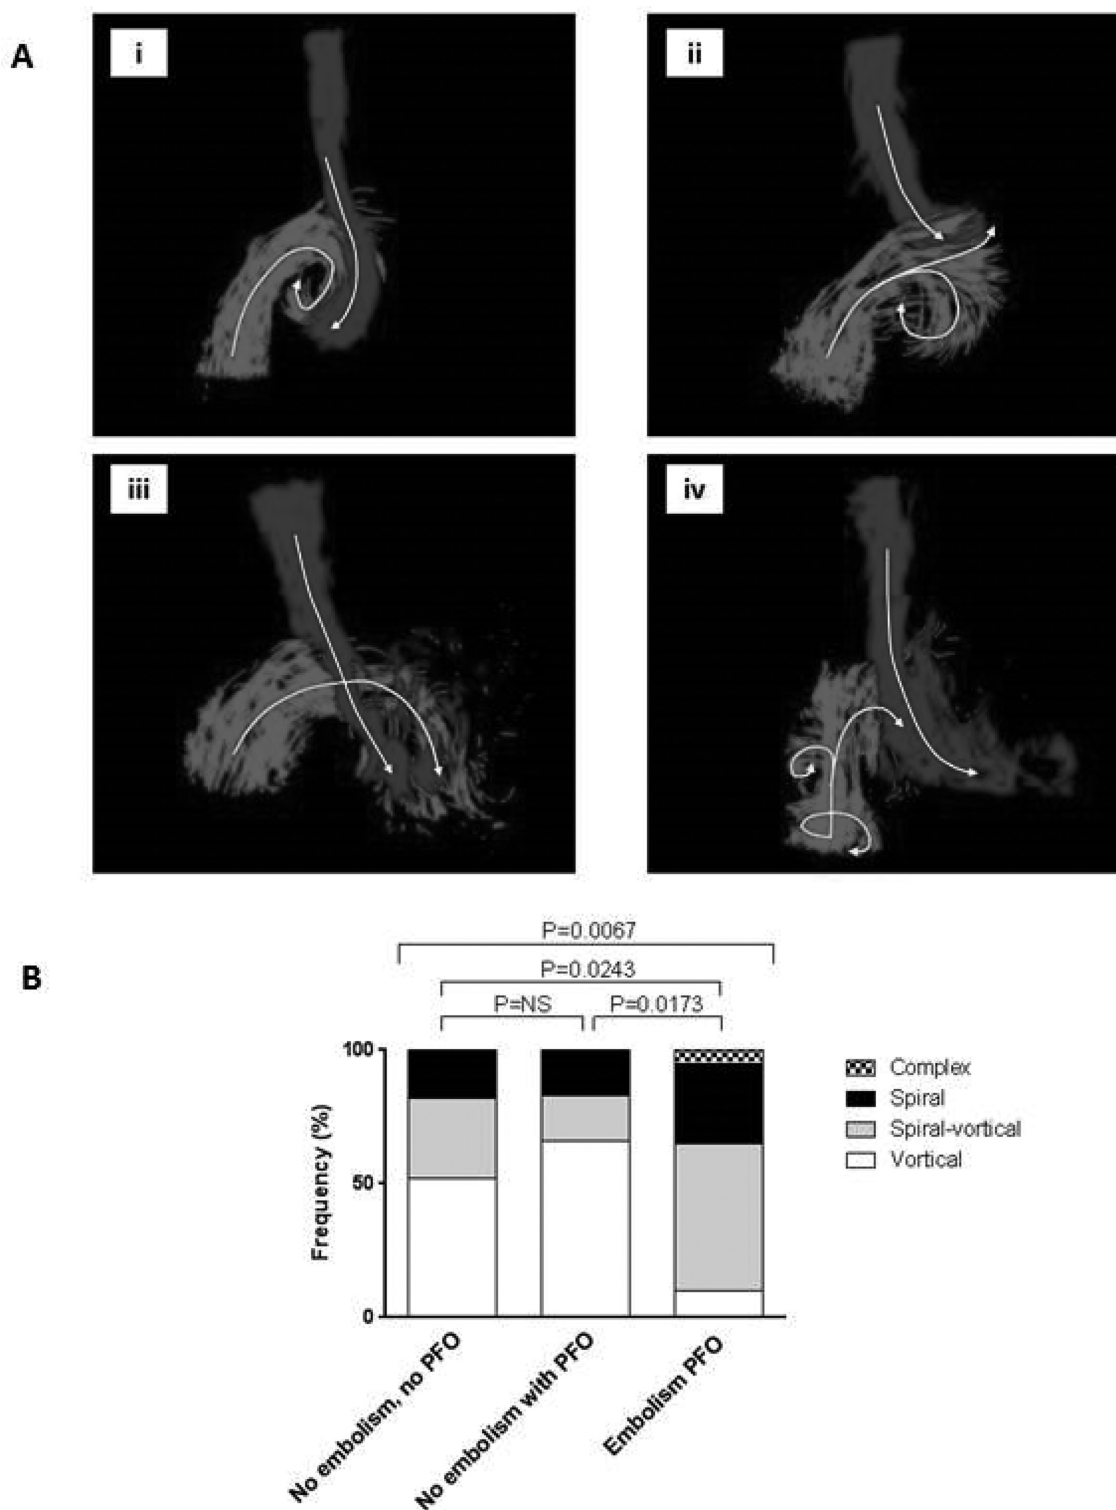 A
i
ii
iii
iv
B
P=0.0067
P=0.0243
P=NS
P=0.0173
100
50
0
Frequency (%)
Complex
Spiral
Spiral-vortical
Vortical
No embolism, no PFO
No embolism with PFO
Embolism PFO